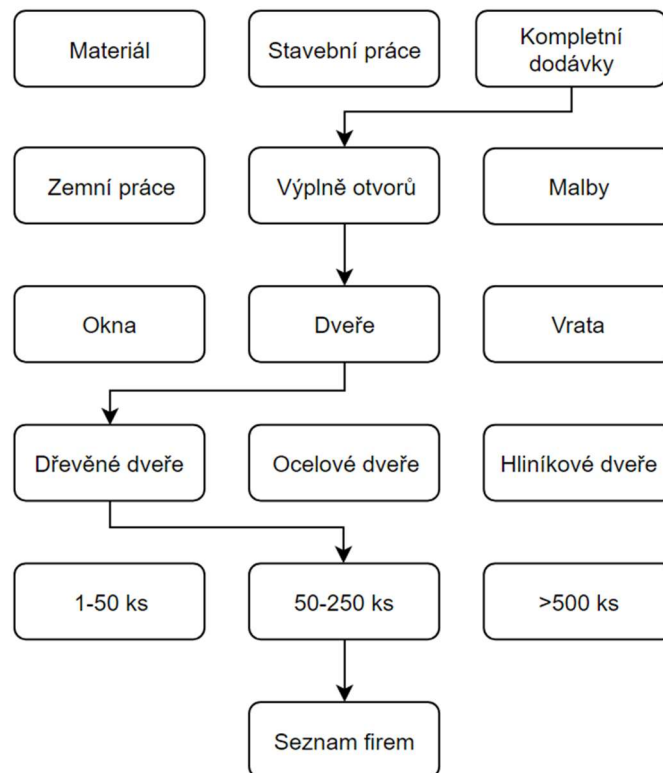 Materiál
Stavební práce
Kompletní
dodávky
Zemní práce
Výplně otvorů
Malby
Okna
Dveře
Vrata
Dřevěné dveře
Ocelové dveře
Hliníkové dveře
1-50 ks
50-250 ks
>500 ks
Seznam firem